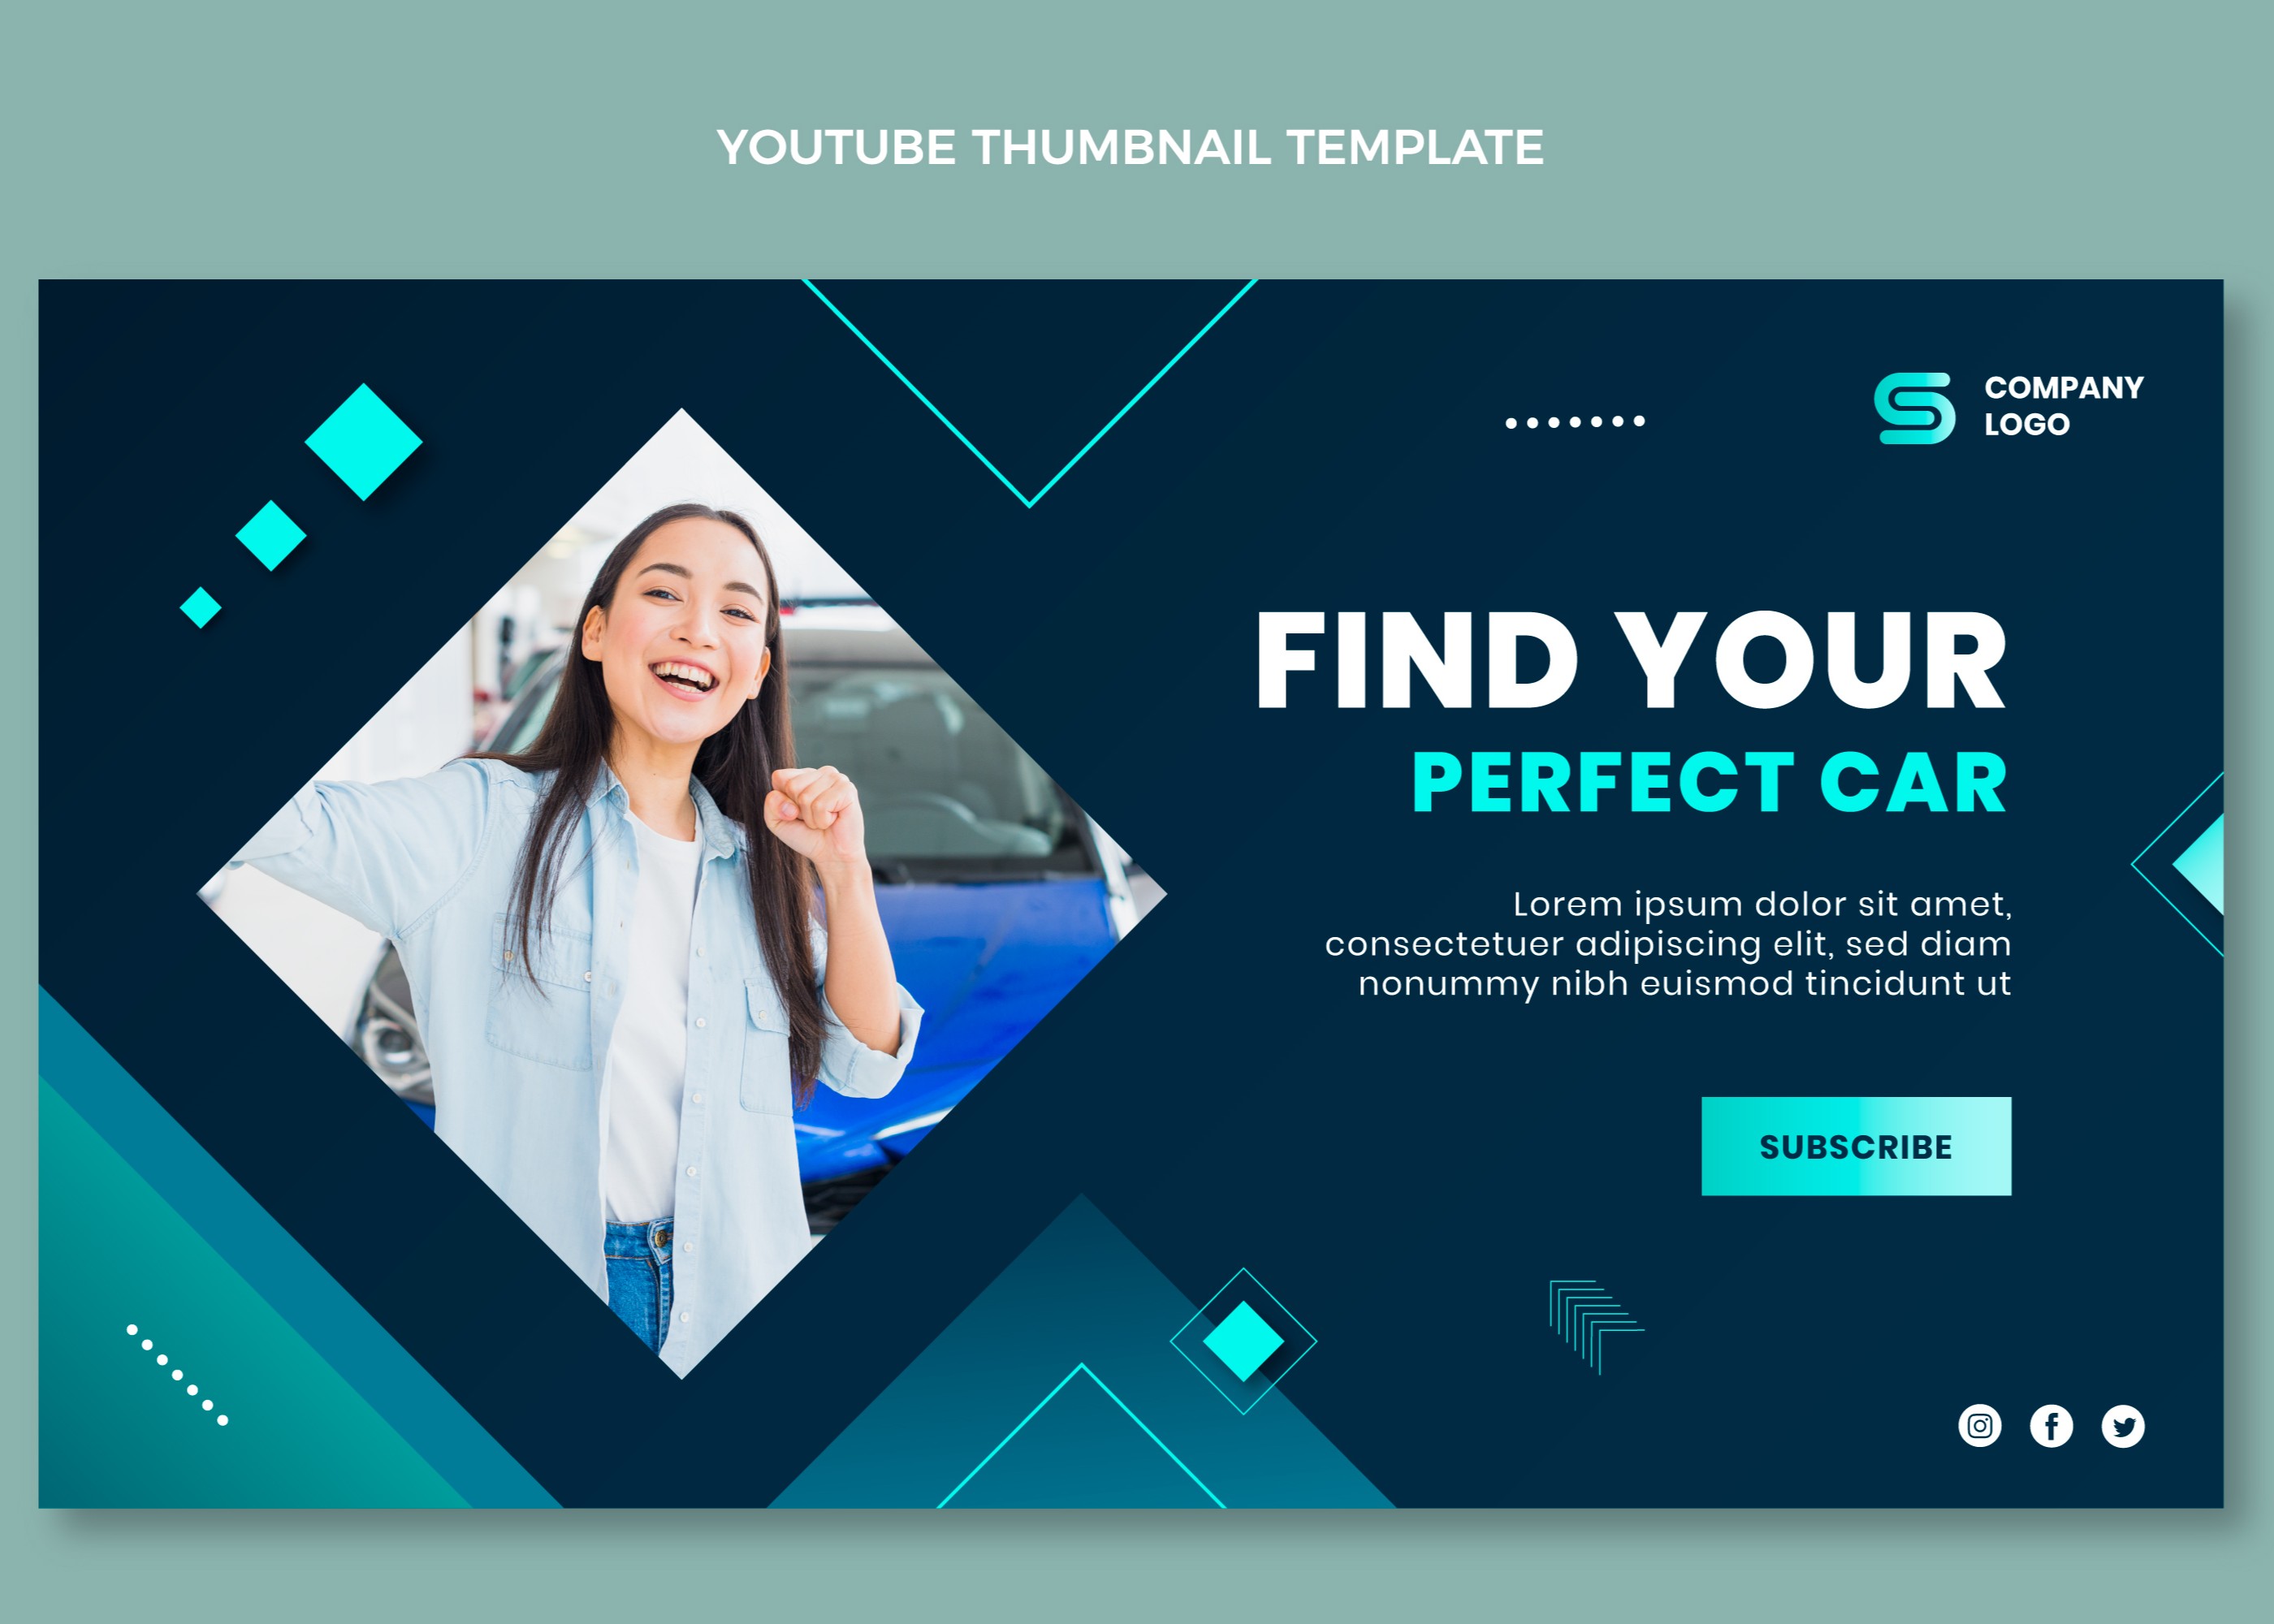 YOUTUBE THUMBNAIL TEMPLATE
COMPANY
LOGO
FIND YOUR
PERFECT CAR
Lorem ipsum dolor sit amet,
consectetuer adipiscing elit, sed diam
nonummy nibh euismod tincidunt ut
SUBSCRIBE